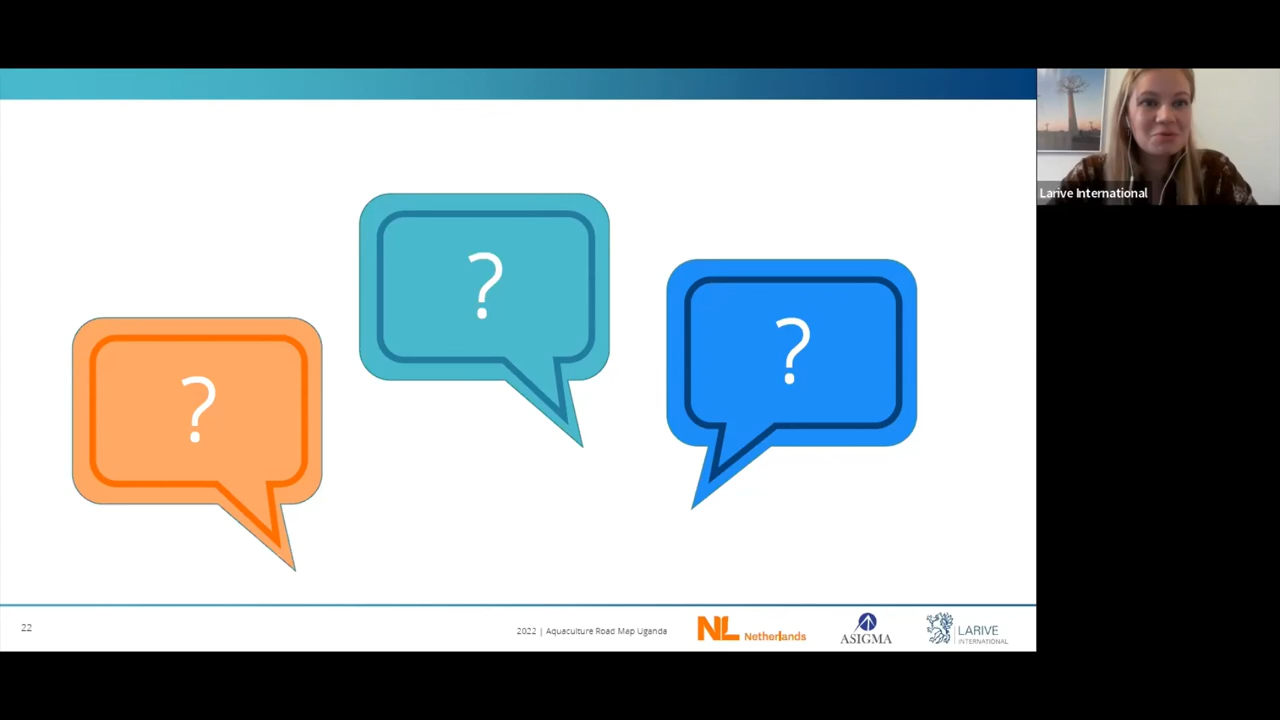 ?
?
?
Larive International
22
2022 | Aquaculture Road Map Uganda
NL Netherlands
ASIGMA
LARIVE
INTERNATIONAL